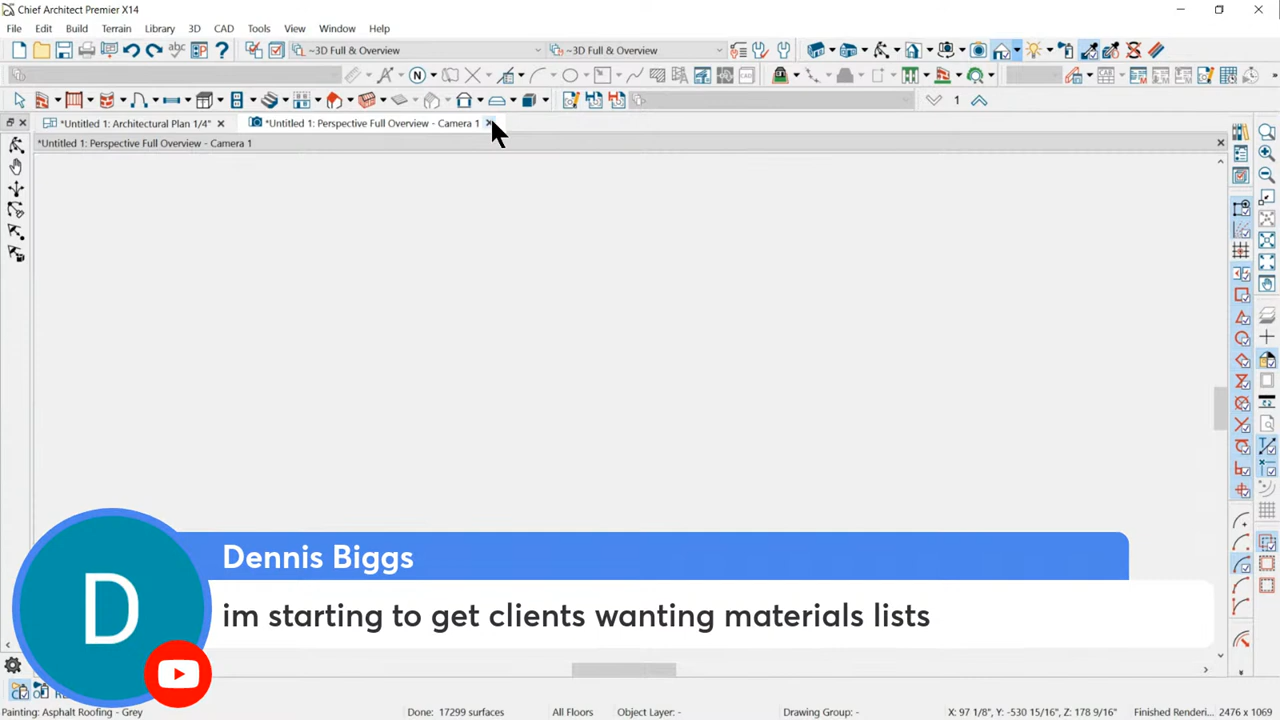 Chief Architect Premier X14
File Edit Build Terrain Library 3D CAD Tools View Window Help
~3D Full & Overview ~3D Full & Overview
1
*Untitled 1: Architectural Plan 1/4" *Untitled 1: Perspective Full Overview - Camera 1
*Untitled 1: Perspective Full Overview - Camera 1
D
Dennis Biggs
im starting to get clients wanting materials lists
Painting: Asphalt Roofing - Grey Done: 17299 surfaces All Floors Object Layer: - Drawing Group: - X: 97 1/8", Y: -530 15/16", Z: 178 9/16" Finished Renderi... 2476 x 1069